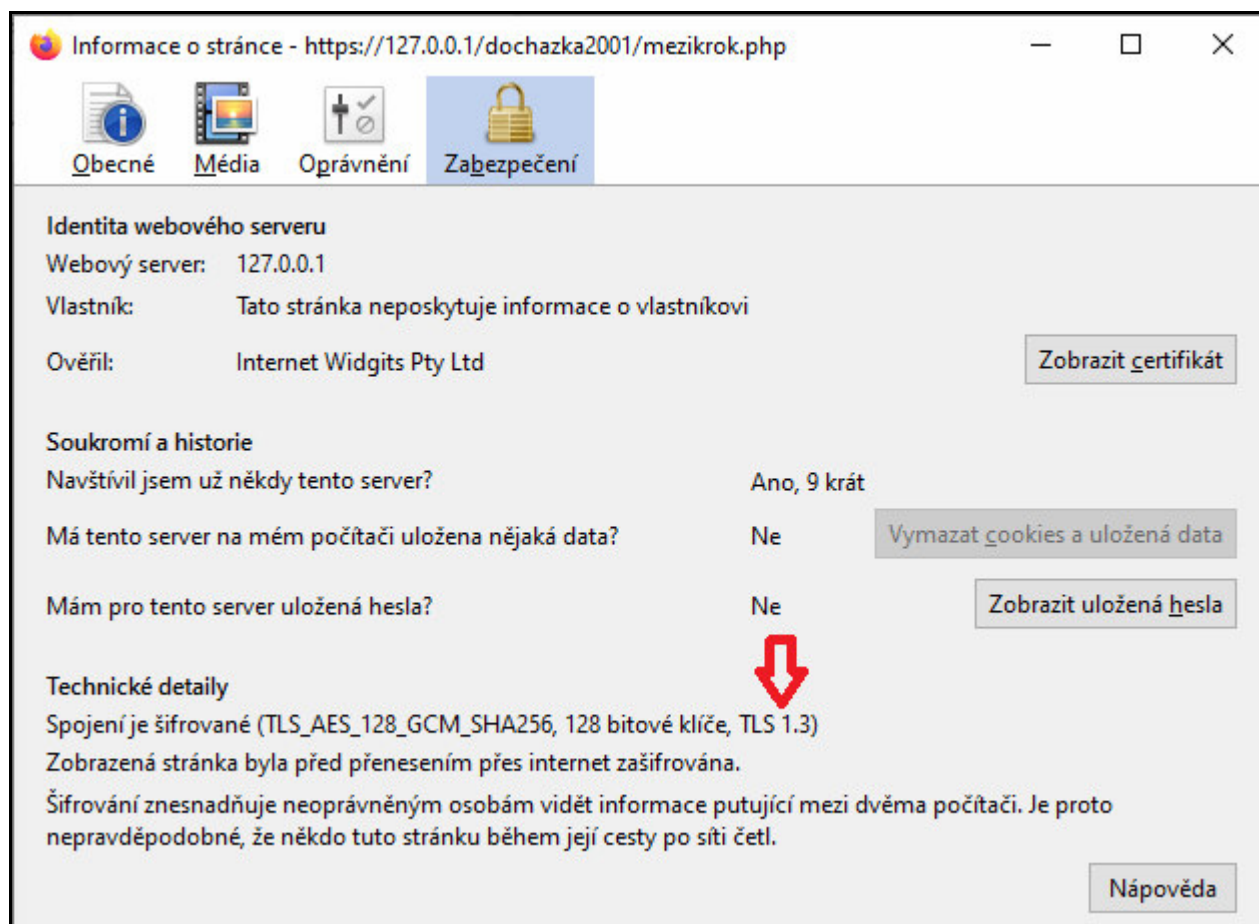 Informace o stránce - https://127.0.0.1/dochazka2001/mezikrok.php
Obecné Média Oprávnění Zabezpečení
Identita webového serveru
Webový server: 127.0.0.1
Vlastník: Tato stránka neposkytuje informace o vlastníkovi
Ověřil: Internet Widgits Pty Ltd Zobrazit certifikát
Soukromí a historie
Navštívil jsem už někdy tento server? Ano, 9 krát
Má tento server na mém počítači uložena nějaká data? Ne Vymazat cookies a uložená data
Mám pro tento server uložená hesla? Ne Zobrazit uložená hesla
Technické detaily
Spojení je šifrované (TLS_AES_128_GCM_SHA256, 128 bitové klíče, TLS 1.3)
Zobrazená stránka byla před přenesením přes internet zašifrována.
Šifrování znesnadňuje neoprávněným osobám vidět informace putující mezi dvěma počítači. Je proto
nepravděpodobné, že někdo tuto stránku během její cesty po síti četl.
Nápověda